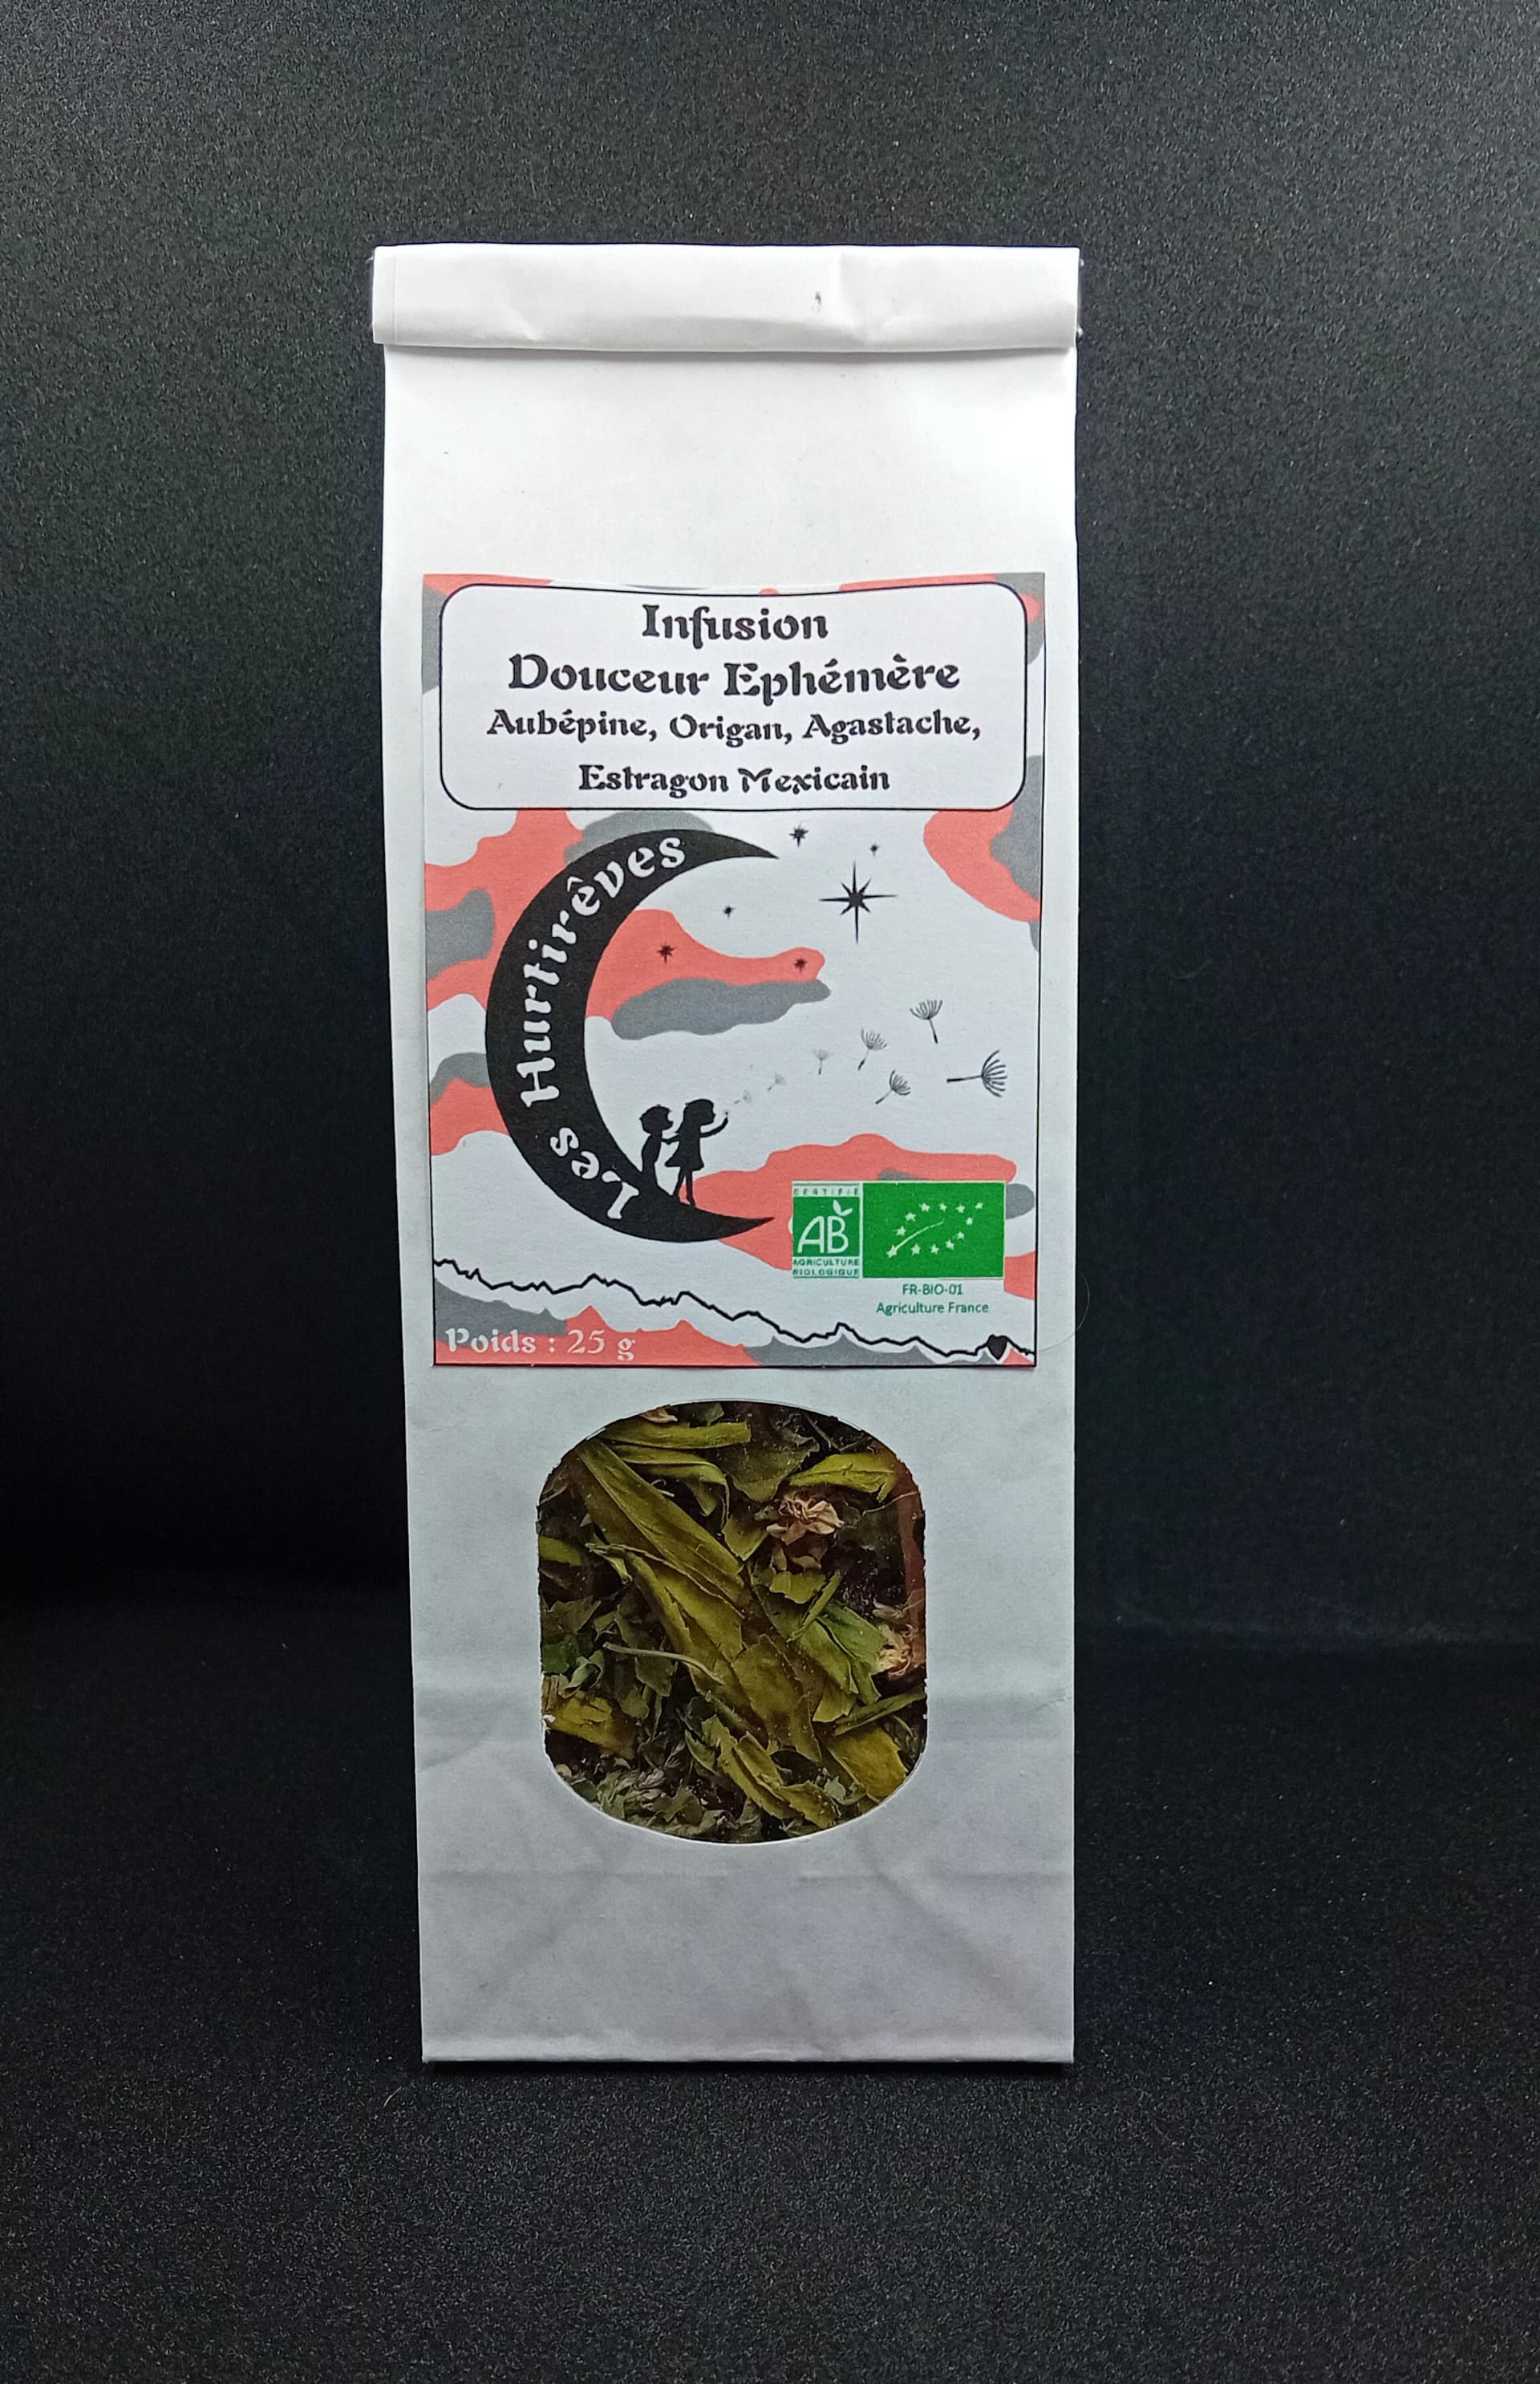 Infusion
Douceur Ephémère
Aubépine, Origan, Agastache,
Estragon Mexicain
Les Hurtirêves
CERTIFIÉ
AB
AGRICULTURE
BIOLOGIQUE
FR-BIO-01
Agriculture France
Poids : 25 g